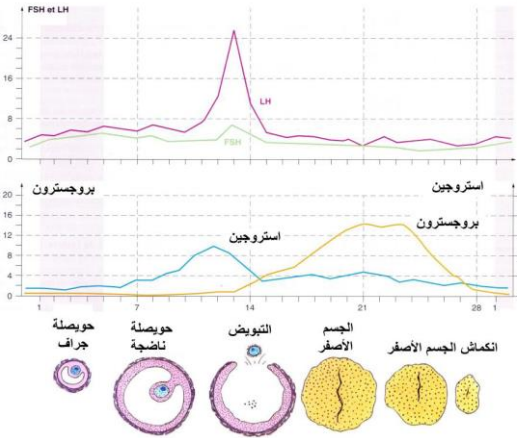 FSH et LH
24
16
8
0
LH
FSH
بروجسترون
استروجين
20
16
12
8
4
0
استروجين
بروجسترون
1 7 14 21 28 1
حويصلة
جراف
حويصلة
ناضجة
التبويض
الجسم
الأصفر
انكماش الجسم الأصفر